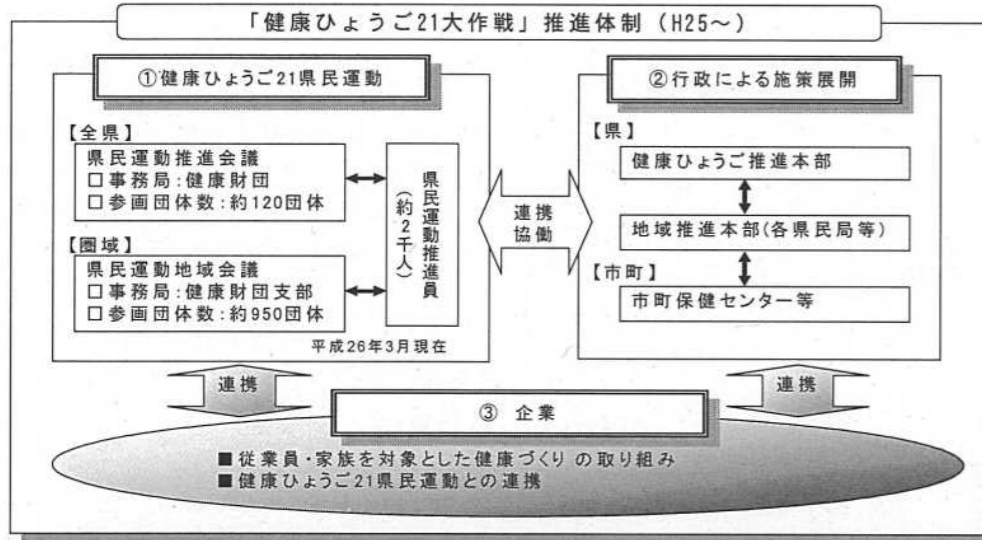 「健康ひょうご21大作戦」推進体制（H25～）
①健康ひょうご21県民運動
【全県】
県民運動推進会議
□事務局:健康財団
□参画団体数:約120団体
【圏域】
県民運動地域会議
□事務局:健康財団支部
□参画団体数:約950団体
県民運動推進員
（約2千人）
平成26年3月現在
連携
協働
②行政による施策展開
【県】
健康ひょうご推進本部
地域推進本部(各県民局等)
【市町】
市町保健センター等
連携
連携
③ 企業
■従業員・家族を対象とした健康づくり の取り組み
■健康ひょうご21県民運動との連携